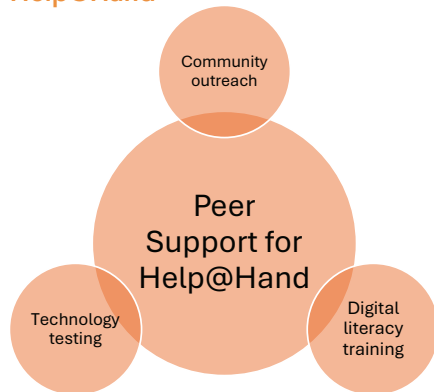 Community
outreach
Peer
Support for
Help@Hand
Technology
testing
Digital
literacy
training